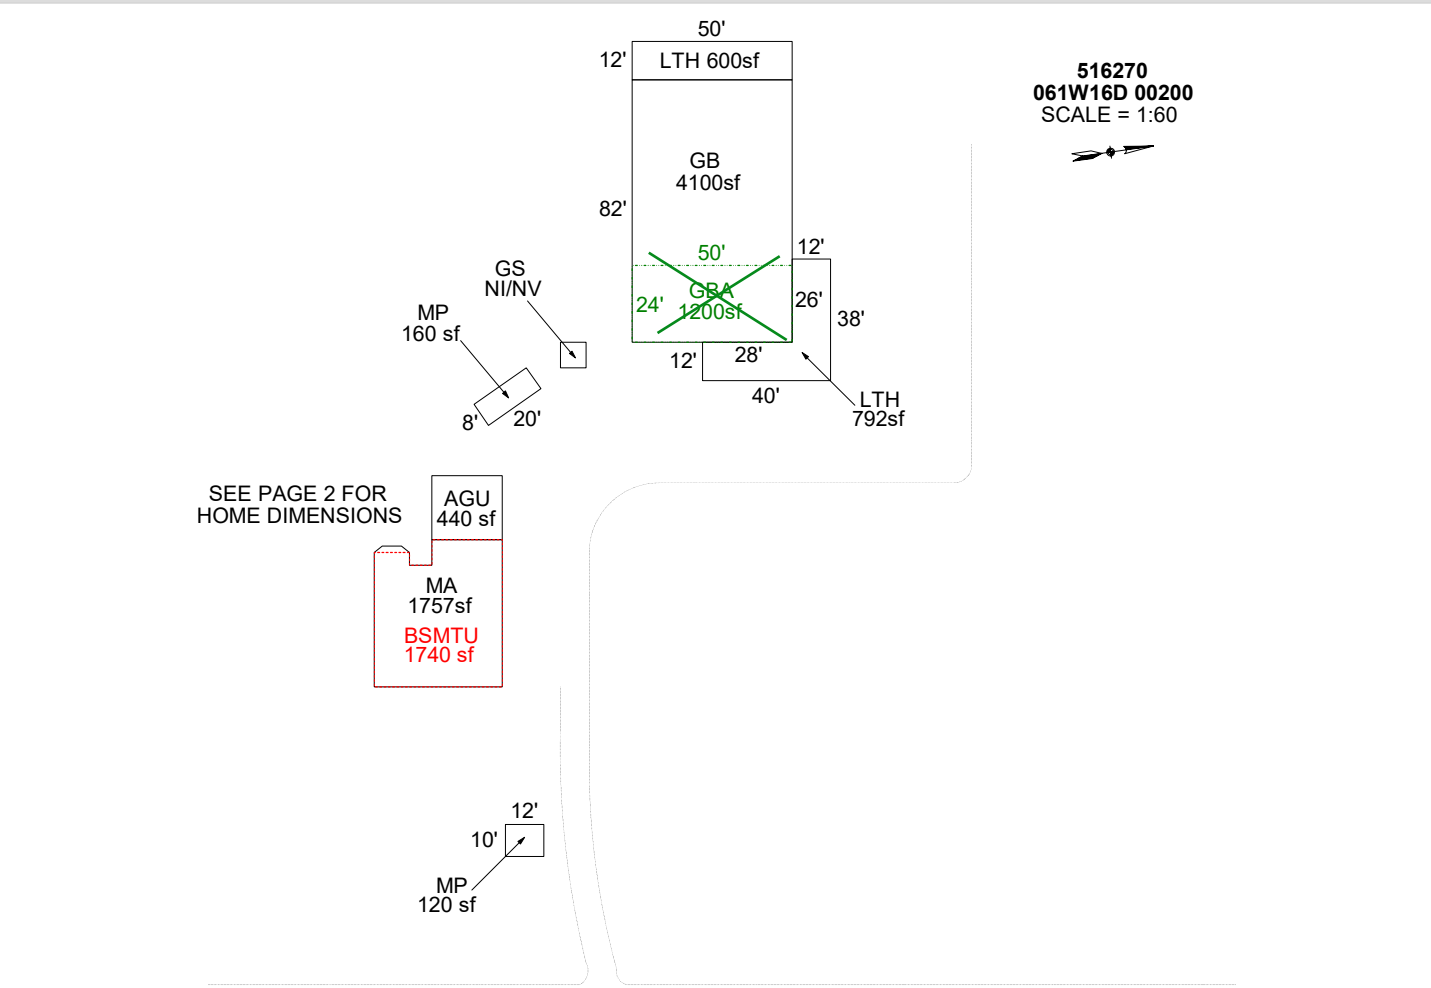 50'
12'
LTH 600sf
516270
061W16D 00200
SCALE = 1:60
GB
4100sf
82'
50'
12'
GS
NI/NV
GBA
1200sf
24'
26'
38'
MP
160 sf
12'
28'
40'
LTH
792sf
8'
20'
SEE PAGE 2 FOR
HOME DIMENSIONS
AGU
440 sf
MA
1757sf
BSMTU
1740 sf
12'
10'
MP
120 sf